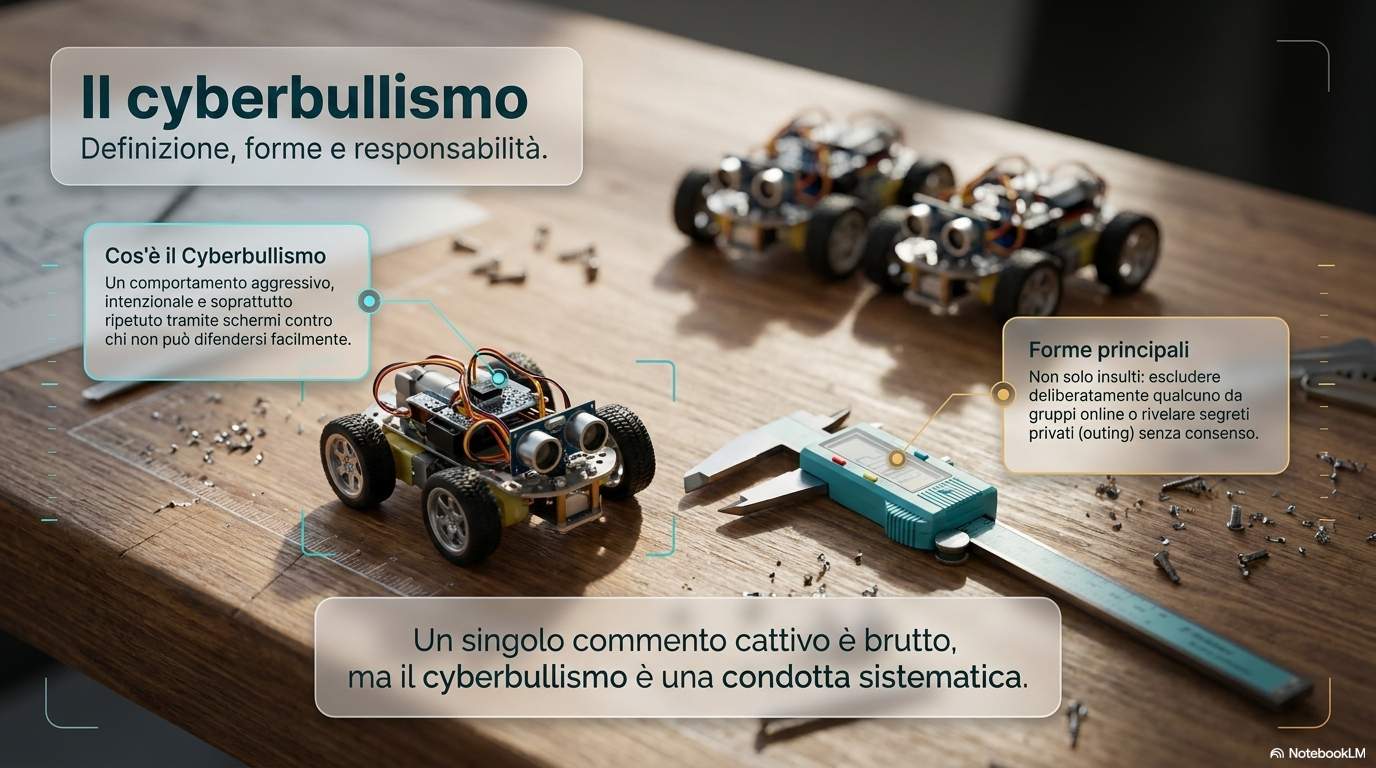 Il cyberbullismo
Definizione, forme e responsabilità.
Cos'è il Cyberbullismo
Un comportamento aggressivo,
intenzionale e soprattutto
ripetuto tramite schermi contro
chi non può difendersi facilmente.
Forme principali
Non solo insulti: escludere
deliberatamente qualcuno da
gruppi online o rivelare segreti
privati (outing) senza consenso.
Un singolo commento cattivo è brutto,
ma il cyberbullismo è una condotta sistematica.
NotebookLM